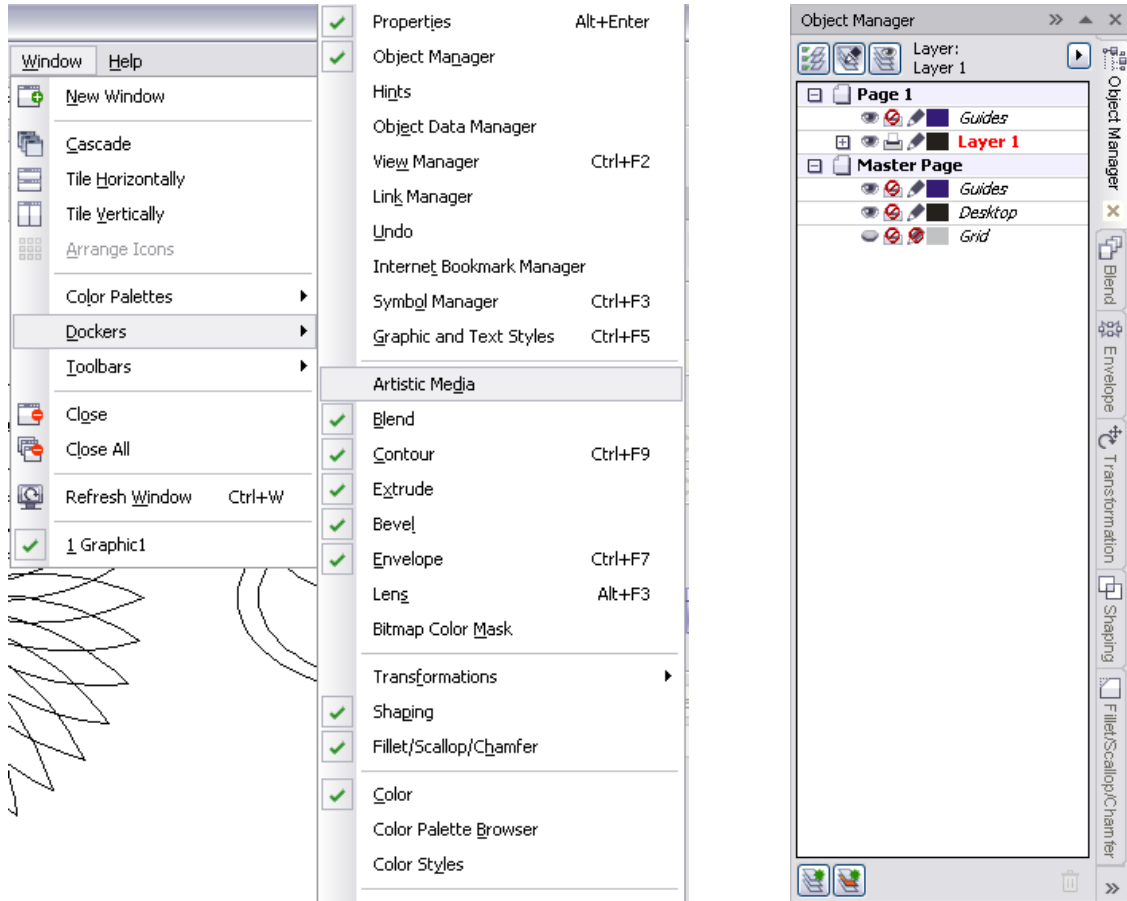 Window Help
New Window
Cascade
Tile Horizontally
Tile Vertically
Arrange Icons
Color Palettes
Dockers
Toolbars
Close
Close All
Refresh Window Ctrl+W
1 Graphic1
Properties Alt+Enter
Object Manager
Hints
Object Data Manager
View Manager Ctrl+F2
Link Manager
Undo
Internet Bookmark Manager
Symbol Manager Ctrl+F3
Graphic and Text Styles Ctrl+F5
Artistic Media
Blend
Contour Ctrl+F9
Extrude
Bevel
Envelope Ctrl+F7
Lens Alt+F3
Bitmap Color Mask
Transformations
Shaping
Fillet/Scallop/Chamfer
Color
Color Palette Browser
Color Styles
Object Manager
Layer:
Layer 1
Page 1
Guides
Layer 1
Master Page
Guides
Desktop
Grid
Object Manager
Blend
Envelope
Transformation
Shaping
Fillet/Scallop/Chamfer